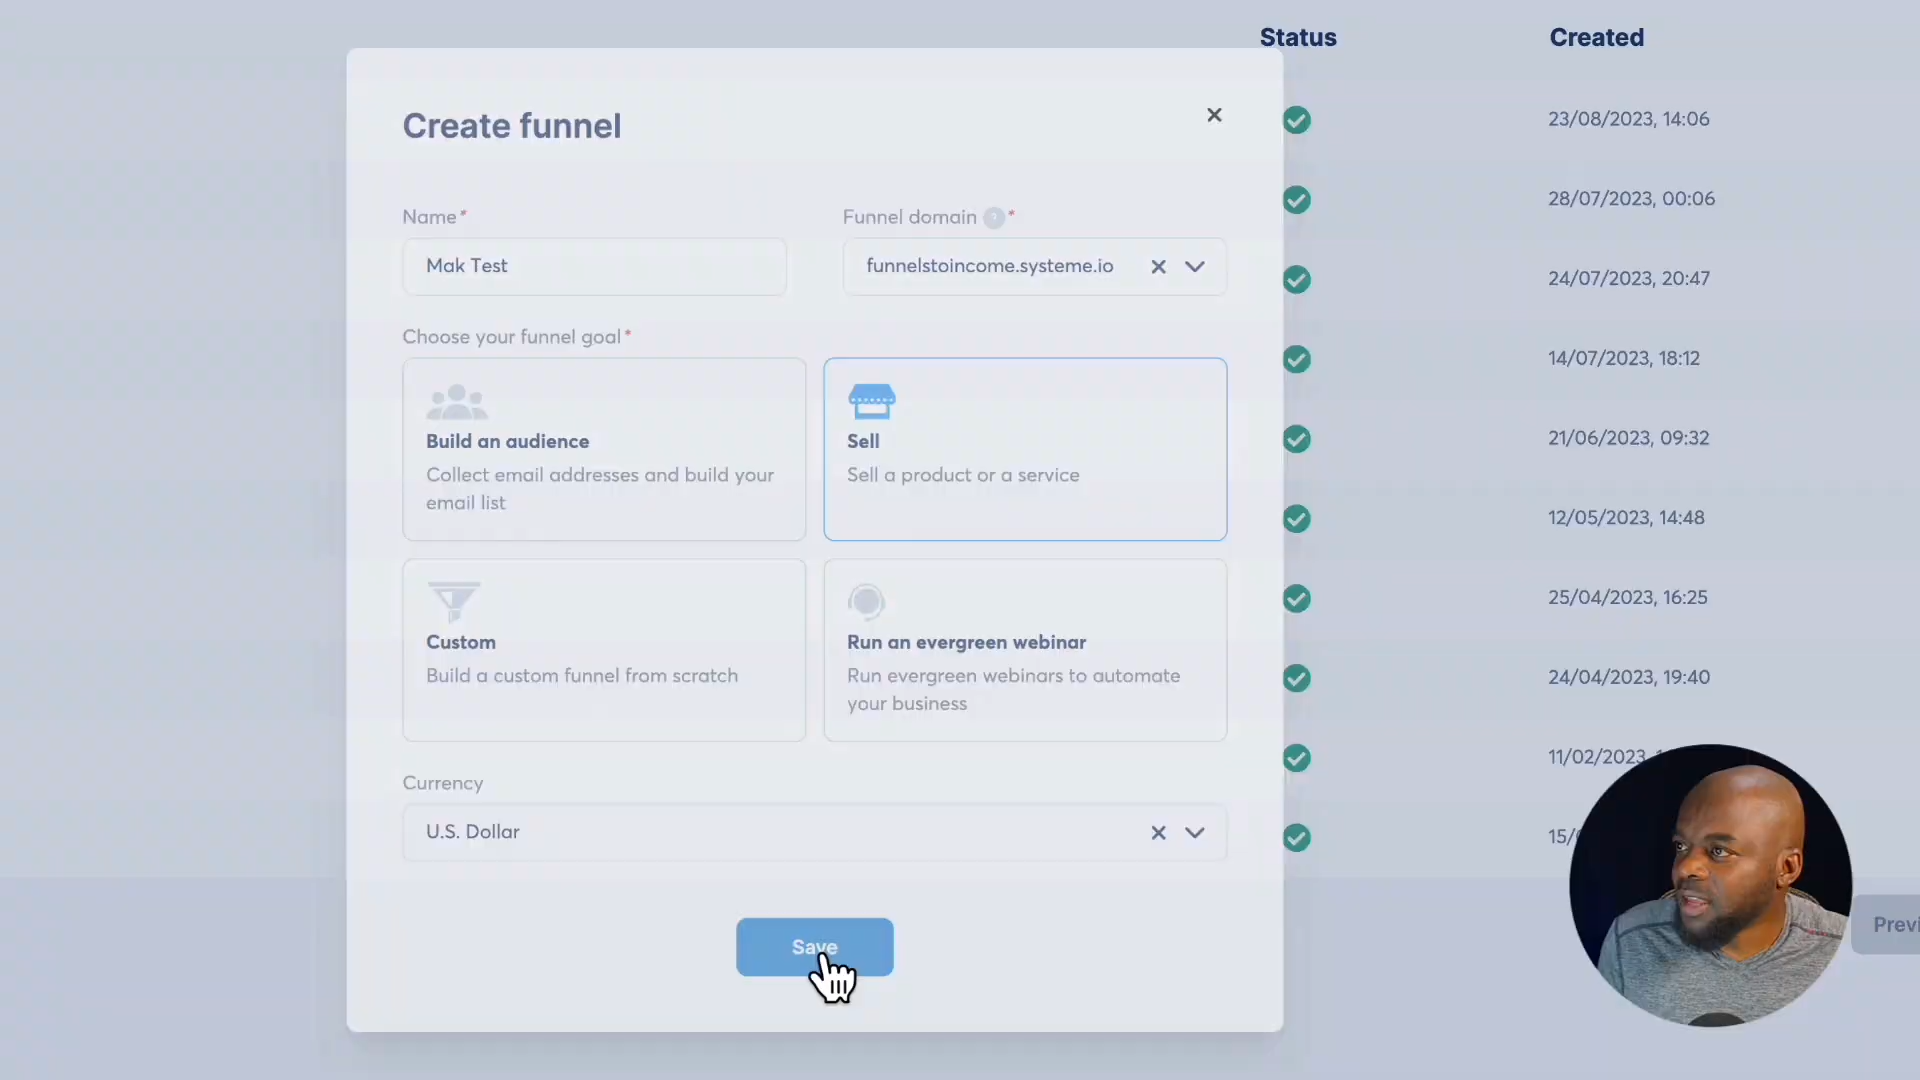 Status
Created
Create funnel
Name*
Funnel domain ? *
Mak Test
funnelstoincome.systeme.io
Choose your funnel goal*
Build an audience
Collect email addresses and build your
email list
Sell
Sell a product or a service
Custom
Build a custom funnel from scratch
Run an evergreen webinar
Run evergreen webinars to automate
your business
Currency
U.S. Dollar
Save
23/08/2023, 14:06
28/07/2023, 00:06
24/07/2023, 20:47
14/07/2023, 18:12
21/06/2023, 09:32
12/05/2023, 14:48
25/04/2023, 16:25
24/04/2023, 19:40
11/02/2023,
15/
Previ